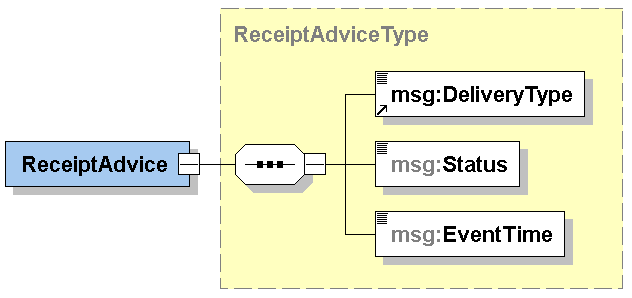 ReceiptAdviceType
msg:DeliveryType
ReceiptAdvice
msg:Status
msg:EventTime